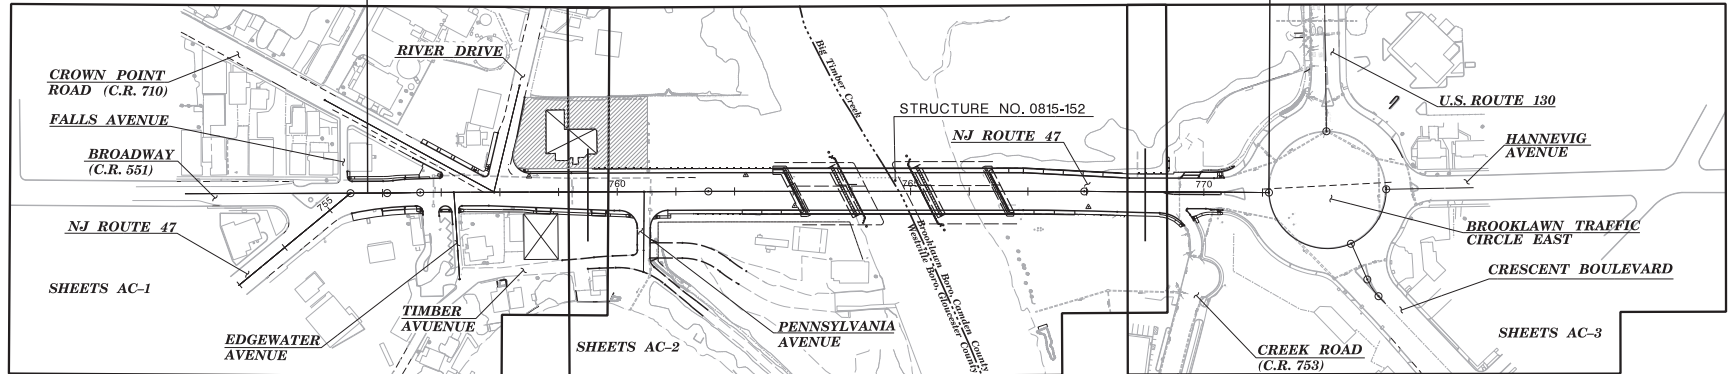 CROWN POINT
ROAD (C.R. 710)
FALLS AVENUE
BROADWAY
(C.R. 551)
NJ ROUTE 47
SHEETS AC-1
755
RIVER DRIVE
EDGEWATER
AVENUE
TIMBER
AVUENUE
760
SHEETS AC-2
PENNSYLVANIA
AVENUE
Big Timber Creek
STRUCTURE NO. 0815-152
NJ ROUTE 47
765
Brooklawn Boro, Camden County
Westville Boro, Gloucester County
770
U.S. ROUTE 130
HANNEVIG
AVENUE
BROOKLAWN TRAFFIC
CIRCLE EAST
CRESCENT BOULEVARD
CREEK ROAD
(C.R. 753)
SHEETS AC-3